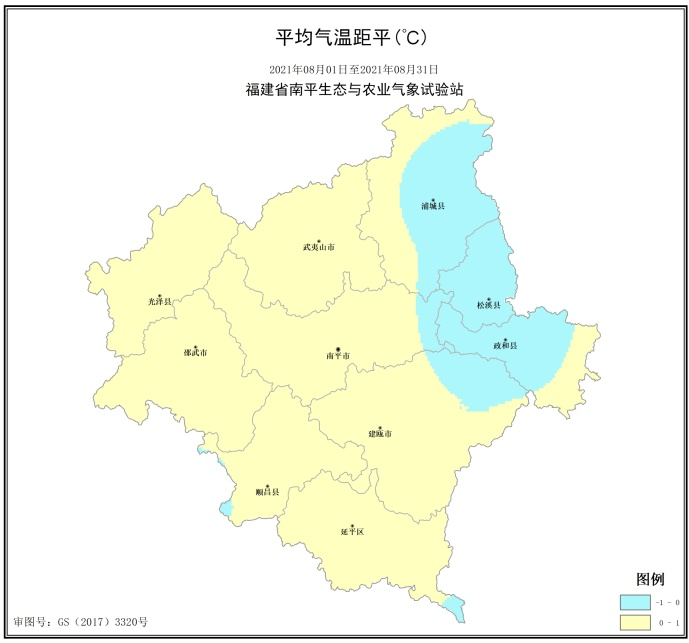 平均气温距平(℃)
2021年08月01日至2021年08月31日
福建省南平生态与农业气象试验站
浦城县
武夷山市
光泽县
松溪县
政和县
邵武市
南平市
建瓯市
顺昌县
延平区
图例
-1 - 0
0 - 1
审图号：GS（2017）3320号